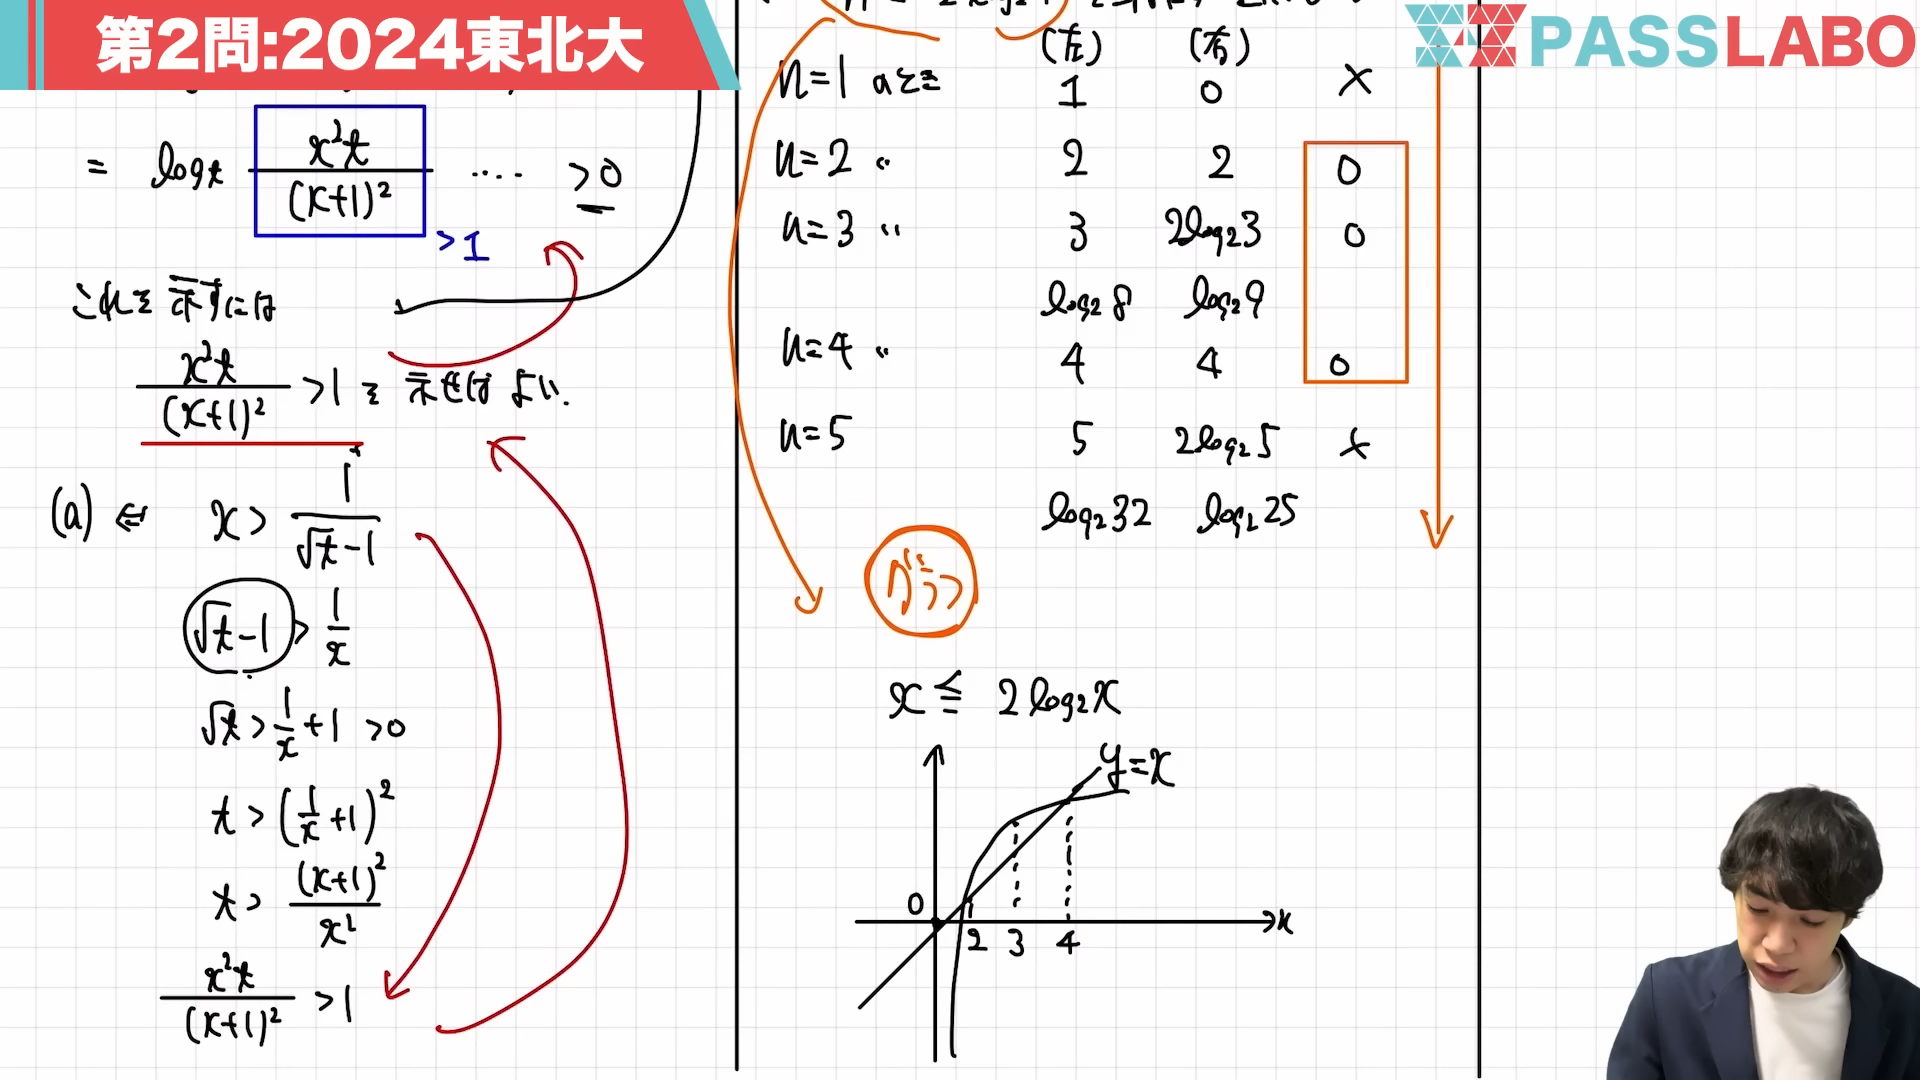 第2問:2024東北大
PASSLABO
= log_t x²t/(x+1)² …. >0
>1
これを示すには
x²t/(x+1)² >1 を示せばよい.
(a) ⇔ x > 1/(√t-1)
√t-1 > 1/x
√t > 1/x +1 >0
t > (1/x +1)²
t > (x+1)²/x²
x²t/(x+1)² >1
(左) (右)
n=1 のとき 1 0 ×
n=2 〃 2 2 ○
n=3 〃 3 2log₂3 ○
log₂8 log₂9
n=4 〃 4 4 ○
n=5 5 2log₂5 ×
log₂32 log₂25
グラフ
x ≦ 2log₂x
y=x
0 2 3 4 x